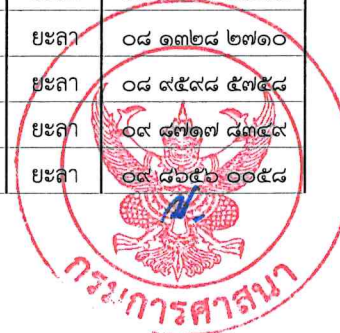 ยะลา ๐๘ ๑๓๒๘ ๒๗๑๐
ยะลา ๐๘ ๙๕๙๘ ๕๗๕๘
ยะลา ๐๙ ๘๗๑๗ ๘๓๔๙
ยะลา ๐๙ ๘๖๕๖ ๐๐๕๘
กรมการศาสนา